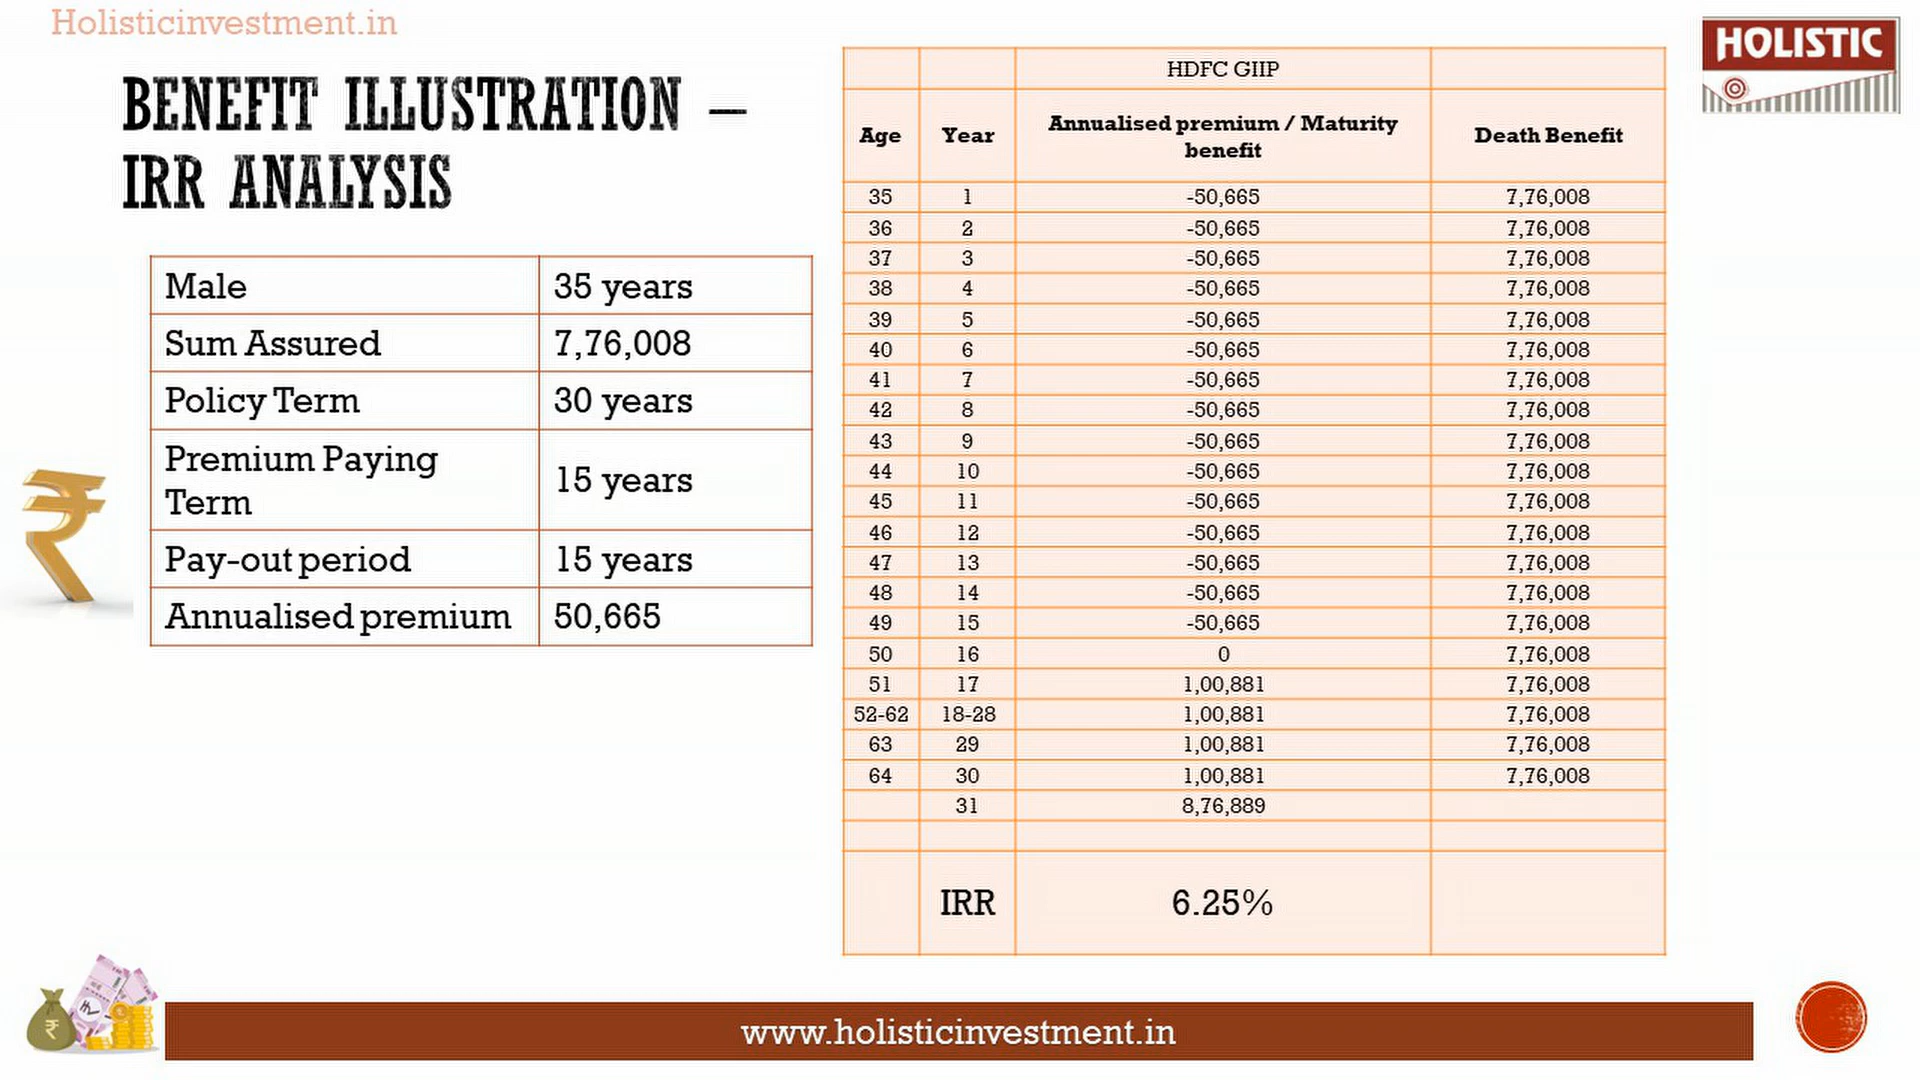 Holisticinvestment.in
HOLISTIC
BENEFIT ILLUSTRATION –
IRR ANALYSIS
Male 35 years
Sum Assured 7,76,008
Policy Term 30 years
Premium Paying
Term 15 years
Pay-out period 15 years
Annualised premium 50,665
HDFC GIIP
Age Year Annualised premium / Maturity
benefit Death Benefit
35 1 -50,665 7,76,008
36 2 -50,665 7,76,008
37 3 -50,665 7,76,008
38 4 -50,665 7,76,008
39 5 -50,665 7,76,008
40 6 -50,665 7,76,008
41 7 -50,665 7,76,008
42 8 -50,665 7,76,008
43 9 -50,665 7,76,008
44 10 -50,665 7,76,008
45 11 -50,665 7,76,008
46 12 -50,665 7,76,008
47 13 -50,665 7,76,008
48 14 -50,665 7,76,008
49 15 -50,665 7,76,008
50 16 0 7,76,008
51 17 1,00,881 7,76,008
52-62 18-28 1,00,881 7,76,008
63 29 1,00,881 7,76,008
64 30 1,00,881 7,76,008
31 8,76,889
IRR 6.25%
₹
₹
www.holisticinvestment.in